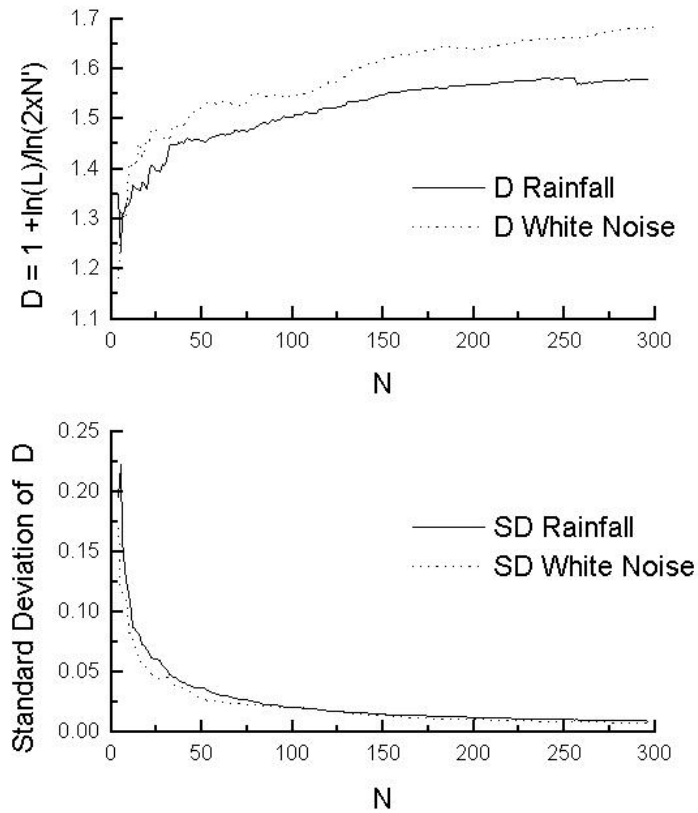 1.7
1.6
1.5
1.4
1.3
1.2
1.1
D = 1 +ln(L)/ln(2xN')
D Rainfall
D White Noise
0 50 100 150 200 250 300
N
0.25
0.20
0.15
0.10
0.05
0.00
Standard Deviation of D
SD Rainfall
SD White Noise
0 50 100 150 200 250 300
N